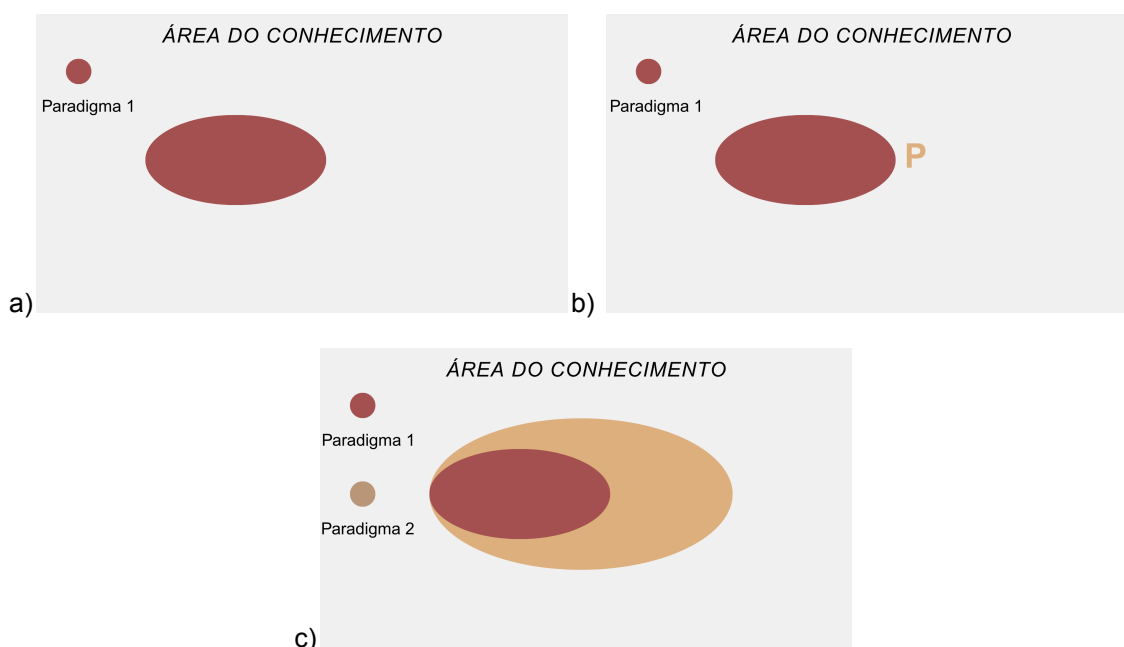 ÁREA DO CONHECIMENTO
Paradigma 1
a)
ÁREA DO CONHECIMENTO
Paradigma 1
P
b)
ÁREA DO CONHECIMENTO
Paradigma 1
Paradigma 2
c)